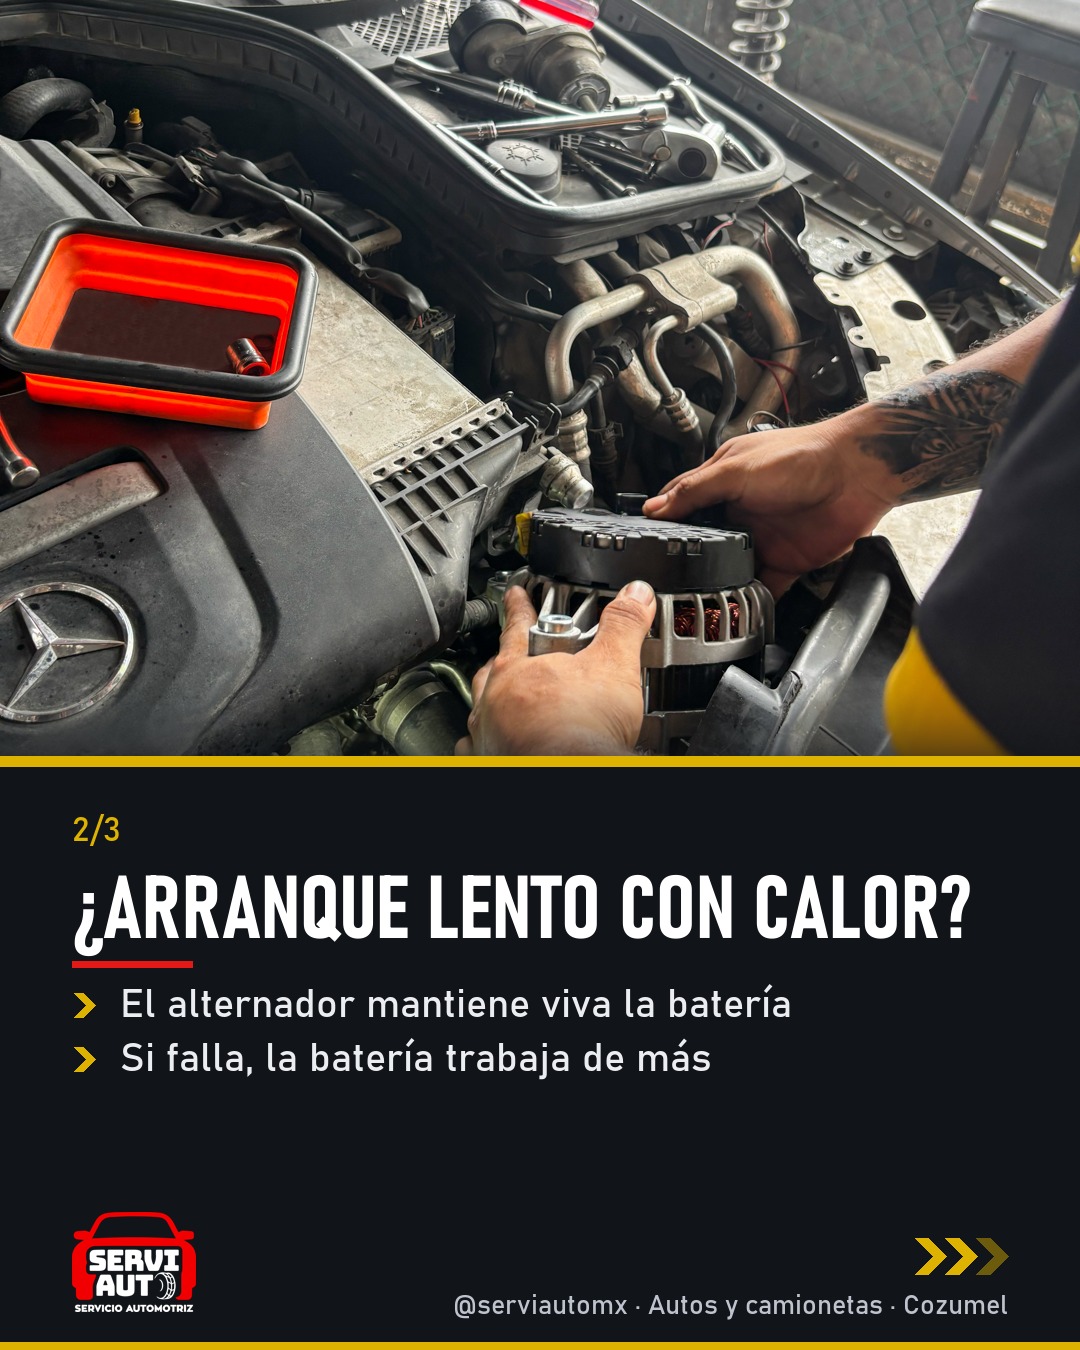 2/3
¿ARRANQUE LENTO CON CALOR?
El alternador mantiene viva la batería
Si falla, la batería trabaja de más
SERVI
AUTO
SERVICIO AUTOMOTRIZ
@serviautomx · Autos y camionetas · Cozumel